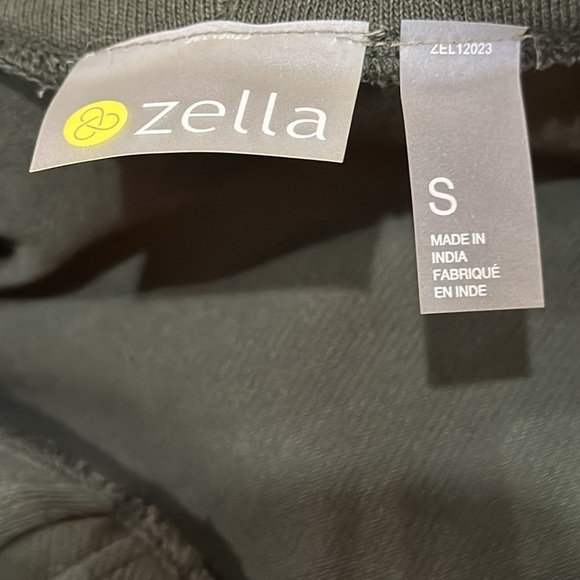 zella
ZEL12023
S
MADE IN
INDIA
FABRIQUÉ
EN INDE